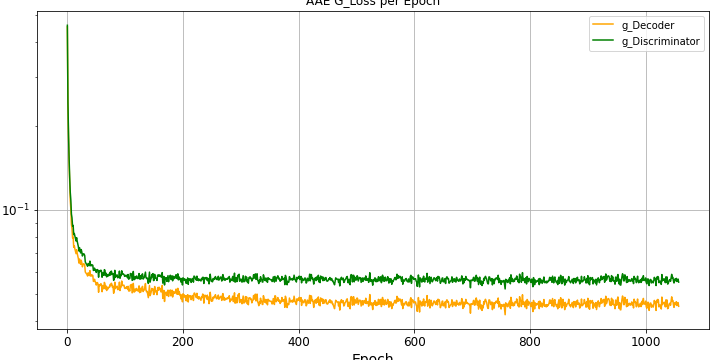 AAE G_Loss per Epoch
g_Decoder
g_Discriminator
10⁻¹
0 200 400 600 800 1000
Epoch